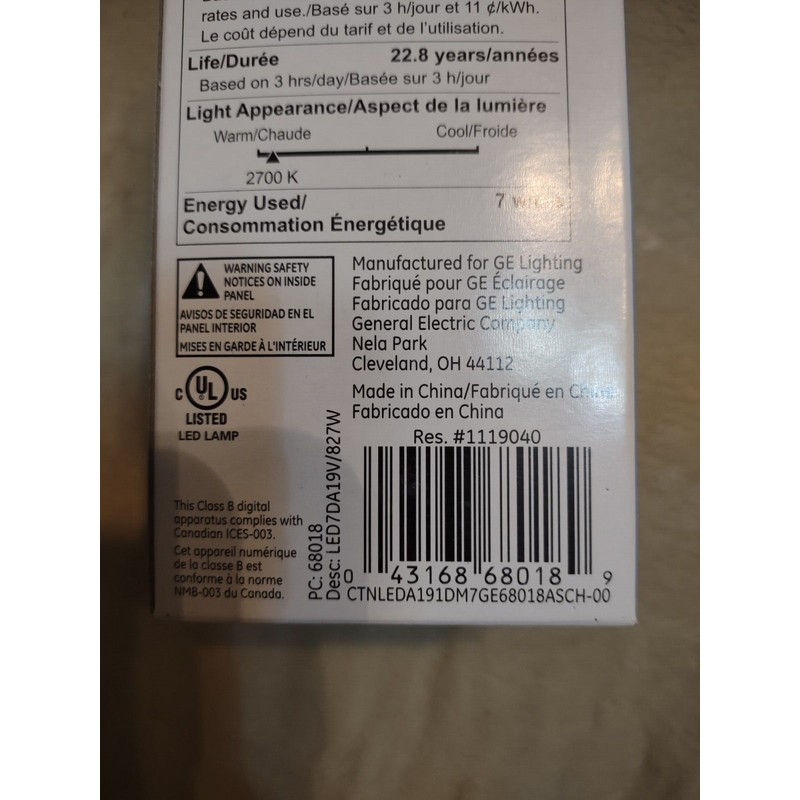 rates and use./Basé sur 3 h/jour et 11 ¢/kWh.
Le coût dépend du tarif et de l'utilisation.
Life/Durée 22.8 years/années
Based on 3 hrs/day/Basée sur 3 h/jour
Light Appearance/Aspect de la lumière
Warm/Chaude Cool/Froide
2700 K
Energy Used/ 7 watts
Consommation Énergétique
WARNING SAFETY
NOTICES ON INSIDE
PANEL
AVISOS DE SEGURIDAD EN EL
PANEL INTERIOR
MISES EN GARDE À L'INTÉRIEUR
Manufactured for GE Lighting
Fabriqué pour GE Éclairage
Fabricado para GE Lighting
General Electric Company
Nela Park
Cleveland, OH 44112
Made in China/Fabriqué en Chine
Fabricado en China
C UL US
LISTED
LED LAMP
Res. #1119040
This Class B digital
apparatus complies with
Canadian ICES-003.
Cet appareil numérique
de la classe B est
conforme à la norme
NMB-003 du Canada.
PC: 68018
Desc: LED7DA19V/827W
0 43168 68018 9
CTNLEDA191DM7GE68018ASCH-00